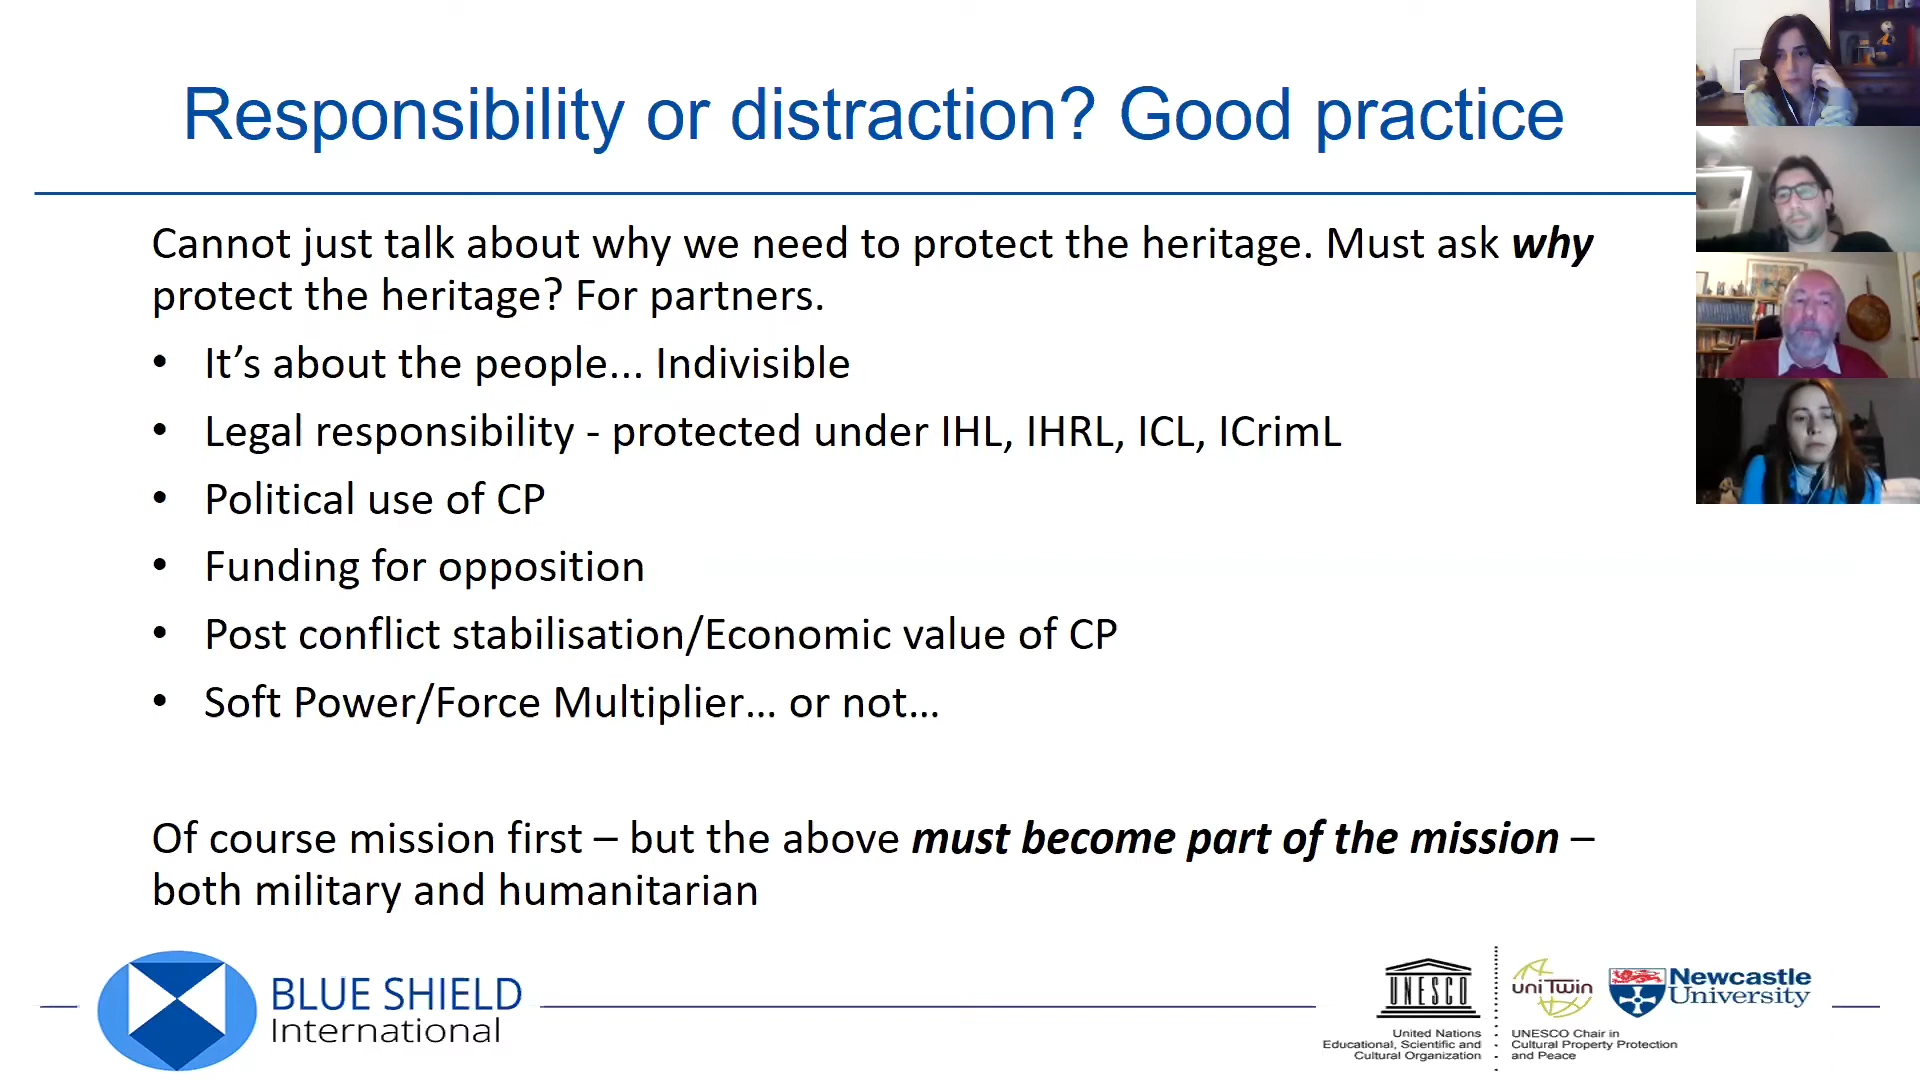 Responsibility or distraction? Good practice
Cannot just talk about why we need to protect the heritage. Must ask why
protect the heritage? For partners.
• It’s about the people... Indivisible
• Legal responsibility - protected under IHL, IHRL, ICL, ICrimL
• Political use of CP
• Funding for opposition
• Post conflict stabilisation/Economic value of CP
• Soft Power/Force Multiplier... or not...
Of course mission first – but the above must become part of the mission –
both military and humanitarian
BLUE SHIELD
International
UNESCO
United Nations
Educational, Scientific and
Cultural Organization
uniTwin
UNESCO Chair in
Cultural Property Protection
and Peace
Newcastle
University